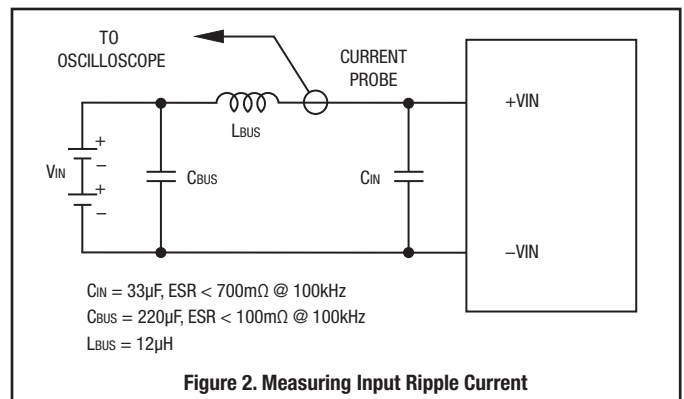 TO
OSCILLOSCOPE
CURRENT
PROBE
+VIN
LBUS
VIN
+
−
+
−
CBUS
CIN
−VIN
CIN = 33μF, ESR < 700mΩ @ 100kHz
CBUS = 220μF, ESR < 100mΩ @ 100kHz
LBUS = 12μH
Figure 2. Measuring Input Ripple Current